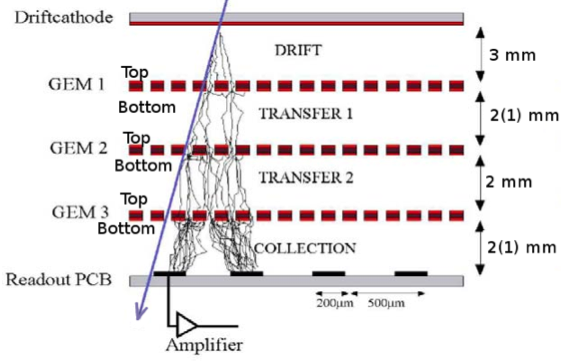 Driftcathode
DRIFT
3 mm
Top
GEM 1
Bottom
TRANSFER 1
2(1) mm
Top
GEM 2
Bottom
TRANSFER 2
2 mm
Top
GEM 3
Bottom
COLLECTION
2(1) mm
Readout PCB
200μm
500μm
Amplifier